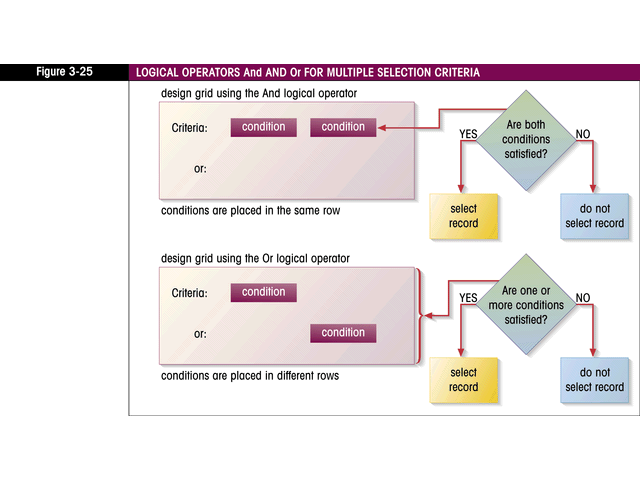 Figure 3-25
LOGICAL OPERATORS And AND Or FOR MULTIPLE SELECTION CRITERIA
design grid using the And logical operator
Criteria:
condition
condition
or:
conditions are placed in the same row
Are both
conditions
satisfied?
YES
NO
select
record
do not
select record
design grid using the Or logical operator
Criteria:
condition
or:
condition
conditions are placed in different rows
Are one or
more conditions
satisfied?
YES
NO
select
record
do not
select record